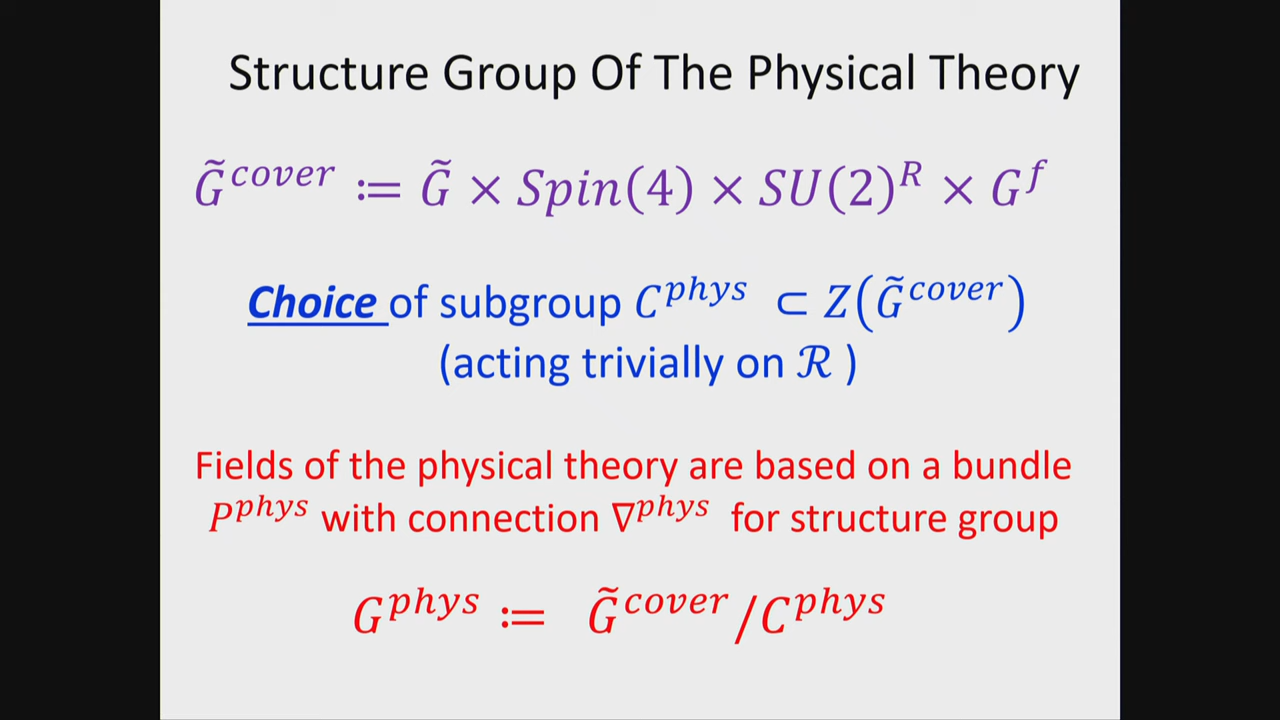 Structure Group Of The Physical Theory
G̃^{cover} ≔ G̃ × Spin(4) × SU(2)^R × G^f
Choice of subgroup C^{phys} ⊂ Z(G̃^{cover})
(acting trivially on ℛ )
Fields of the physical theory are based on a bundle
P^{phys} with connection ∇^{phys} for structure group
G^{phys} ≔ G̃^{cover}/C^{phys}